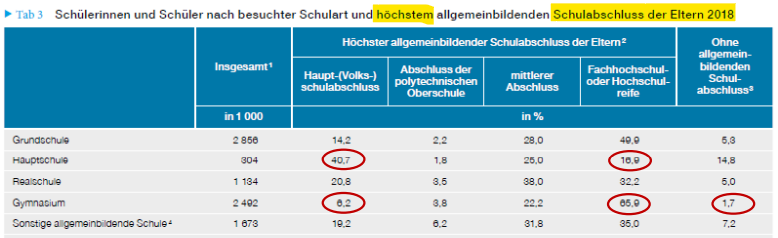 ▶ Tab 3 Schülerinnen und Schüler nach besuchter Schulart und höchstem allgemeinbildenden Schulabschluss der Eltern 2018
Insgesamt¹
Höchster allgemeinbildender Schulabschluss der Eltern²
Ohne allgemein-
bildenden
Schul-
abschluss³
Haupt-(Volks-)
schulabschluss
Abschluss der
polytechnischen
Oberschule
mittlerer
Abschluss
Fachhochschul-
oder Hochschul-
reife
in 1 000
in %
Grundschule 2 856 14,2 2,2 28,0 49,9 5,3
Hauptschule 304 40,7 1,8 25,0 16,9 14,8
Realschule 1 134 20,8 3,5 38,0 32,2 5,0
Gymnasium 2 492 6,2 3,8 22,2 65,9 1,7
Sonstige allgemeinbildende Schule⁴ 1 673 19,2 6,2 31,8 35,0 7,2